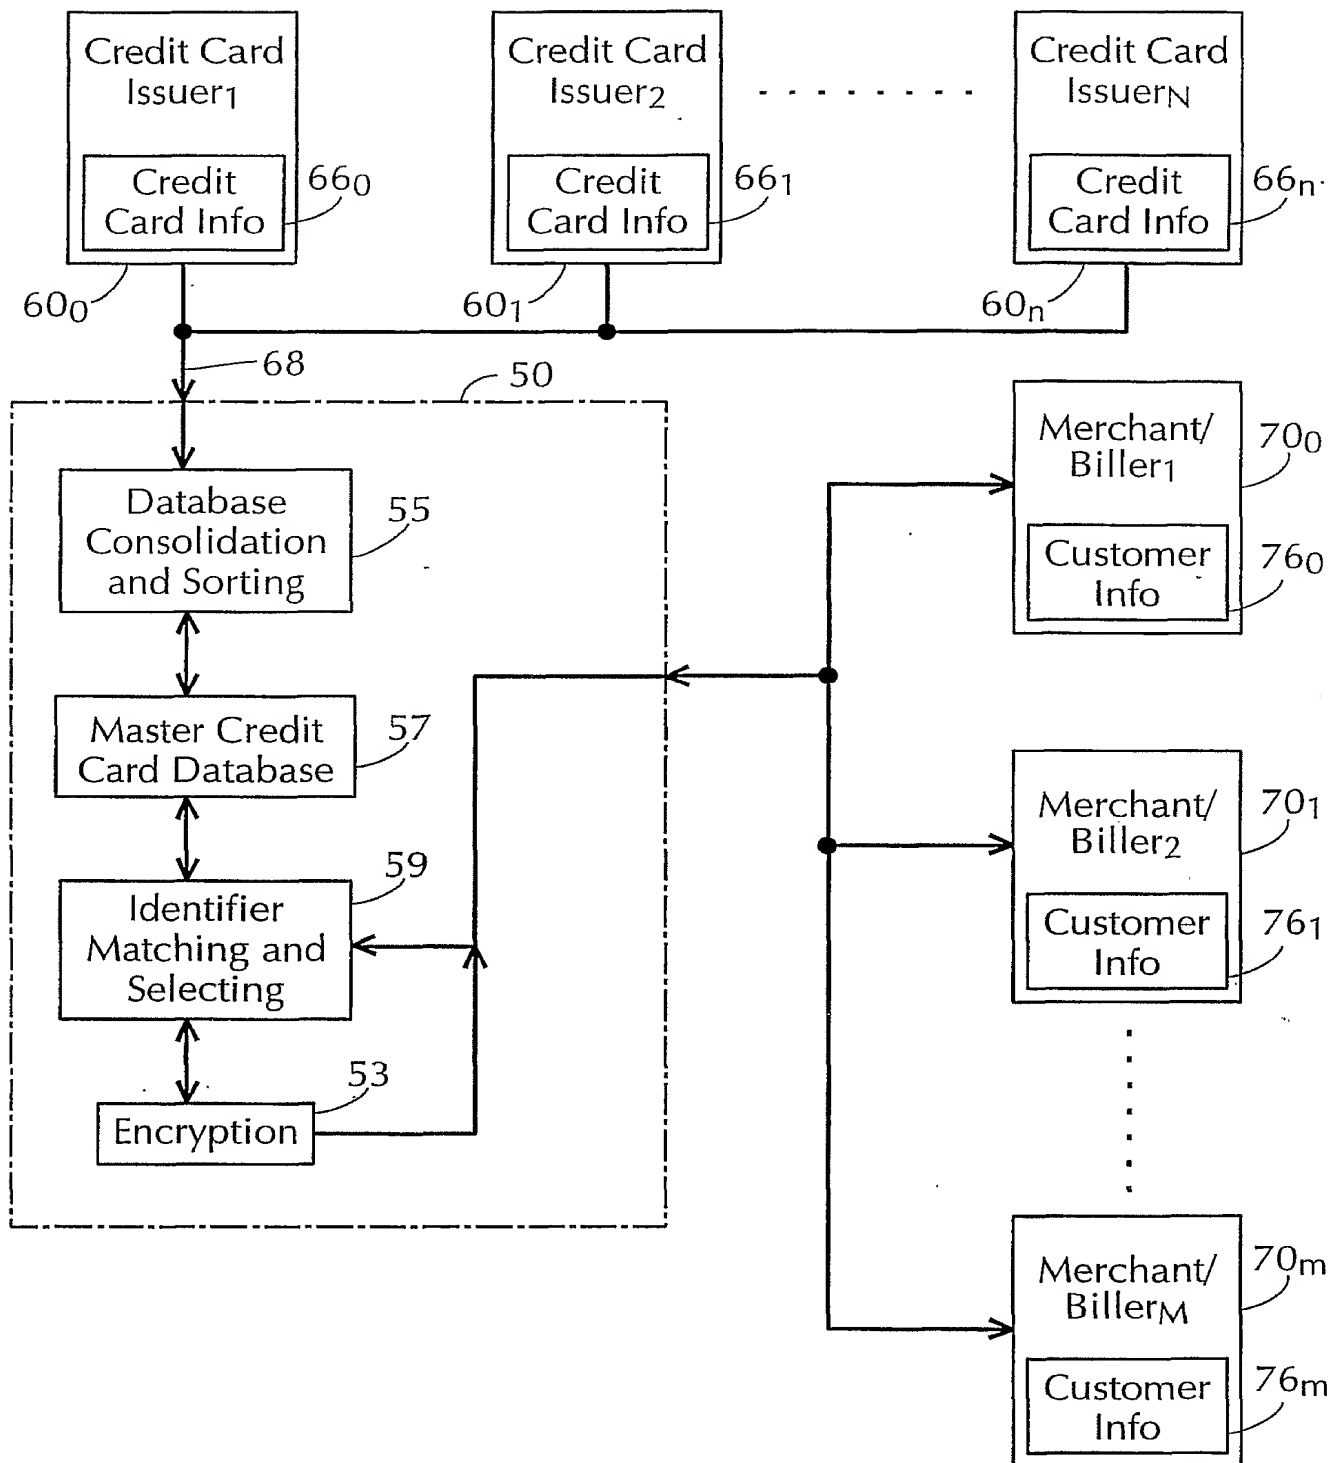 Credit Card
Issuer1
Credit
Card Info
660
600
Credit Card
Issuer2
Credit
Card Info
661
601
Credit Card
IssuerN
Credit
Card Info
66n
60n
68
50
Database
Consolidation
and Sorting
55
Master Credit
Card Database
57
Identifier
Matching and
Selecting
59
Encryption
53
Merchant/
Biller1
700
Customer
Info
760
Merchant/
Biller2
701
Customer
Info
761
Merchant/
BillerM
70m
Customer
Info
76m